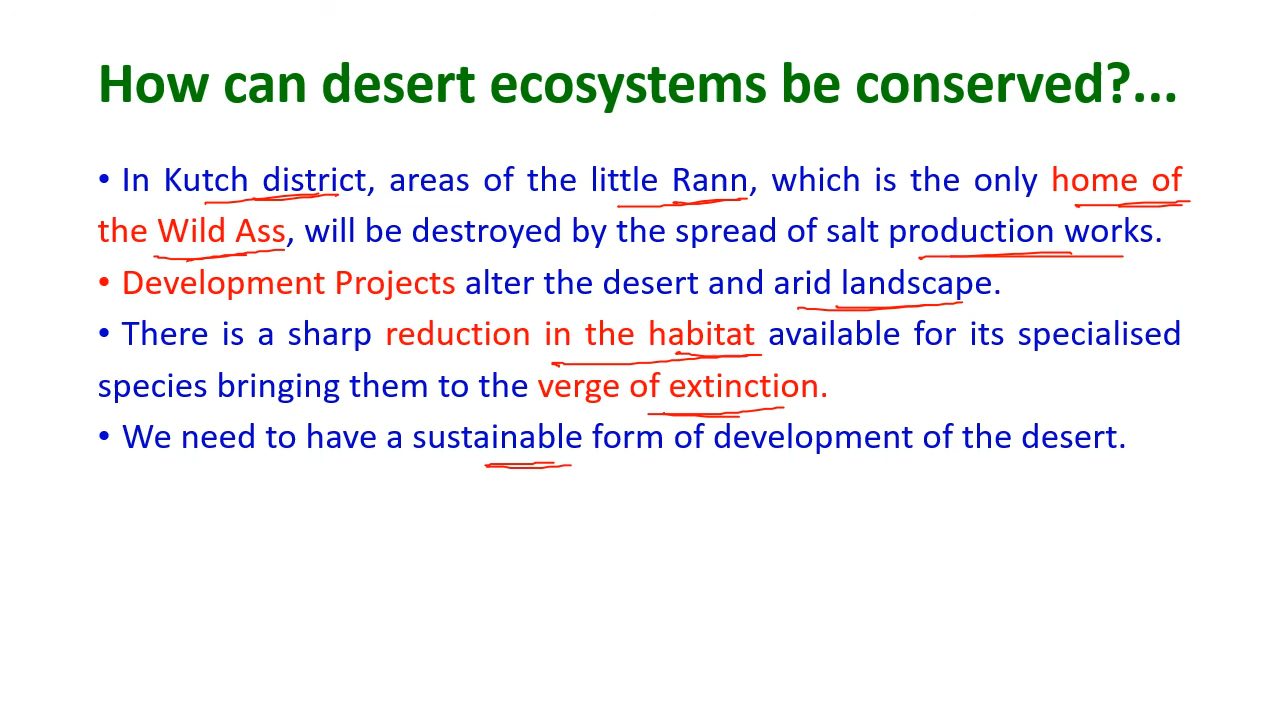 How can desert ecosystems be conserved?...
• In Kutch district, areas of the little Rann, which is the only home of
the Wild Ass, will be destroyed by the spread of salt production works.
• Development Projects alter the desert and arid landscape.
• There is a sharp reduction in the habitat available for its specialised
species bringing them to the verge of extinction.
• We need to have a sustainable form of development of the desert.